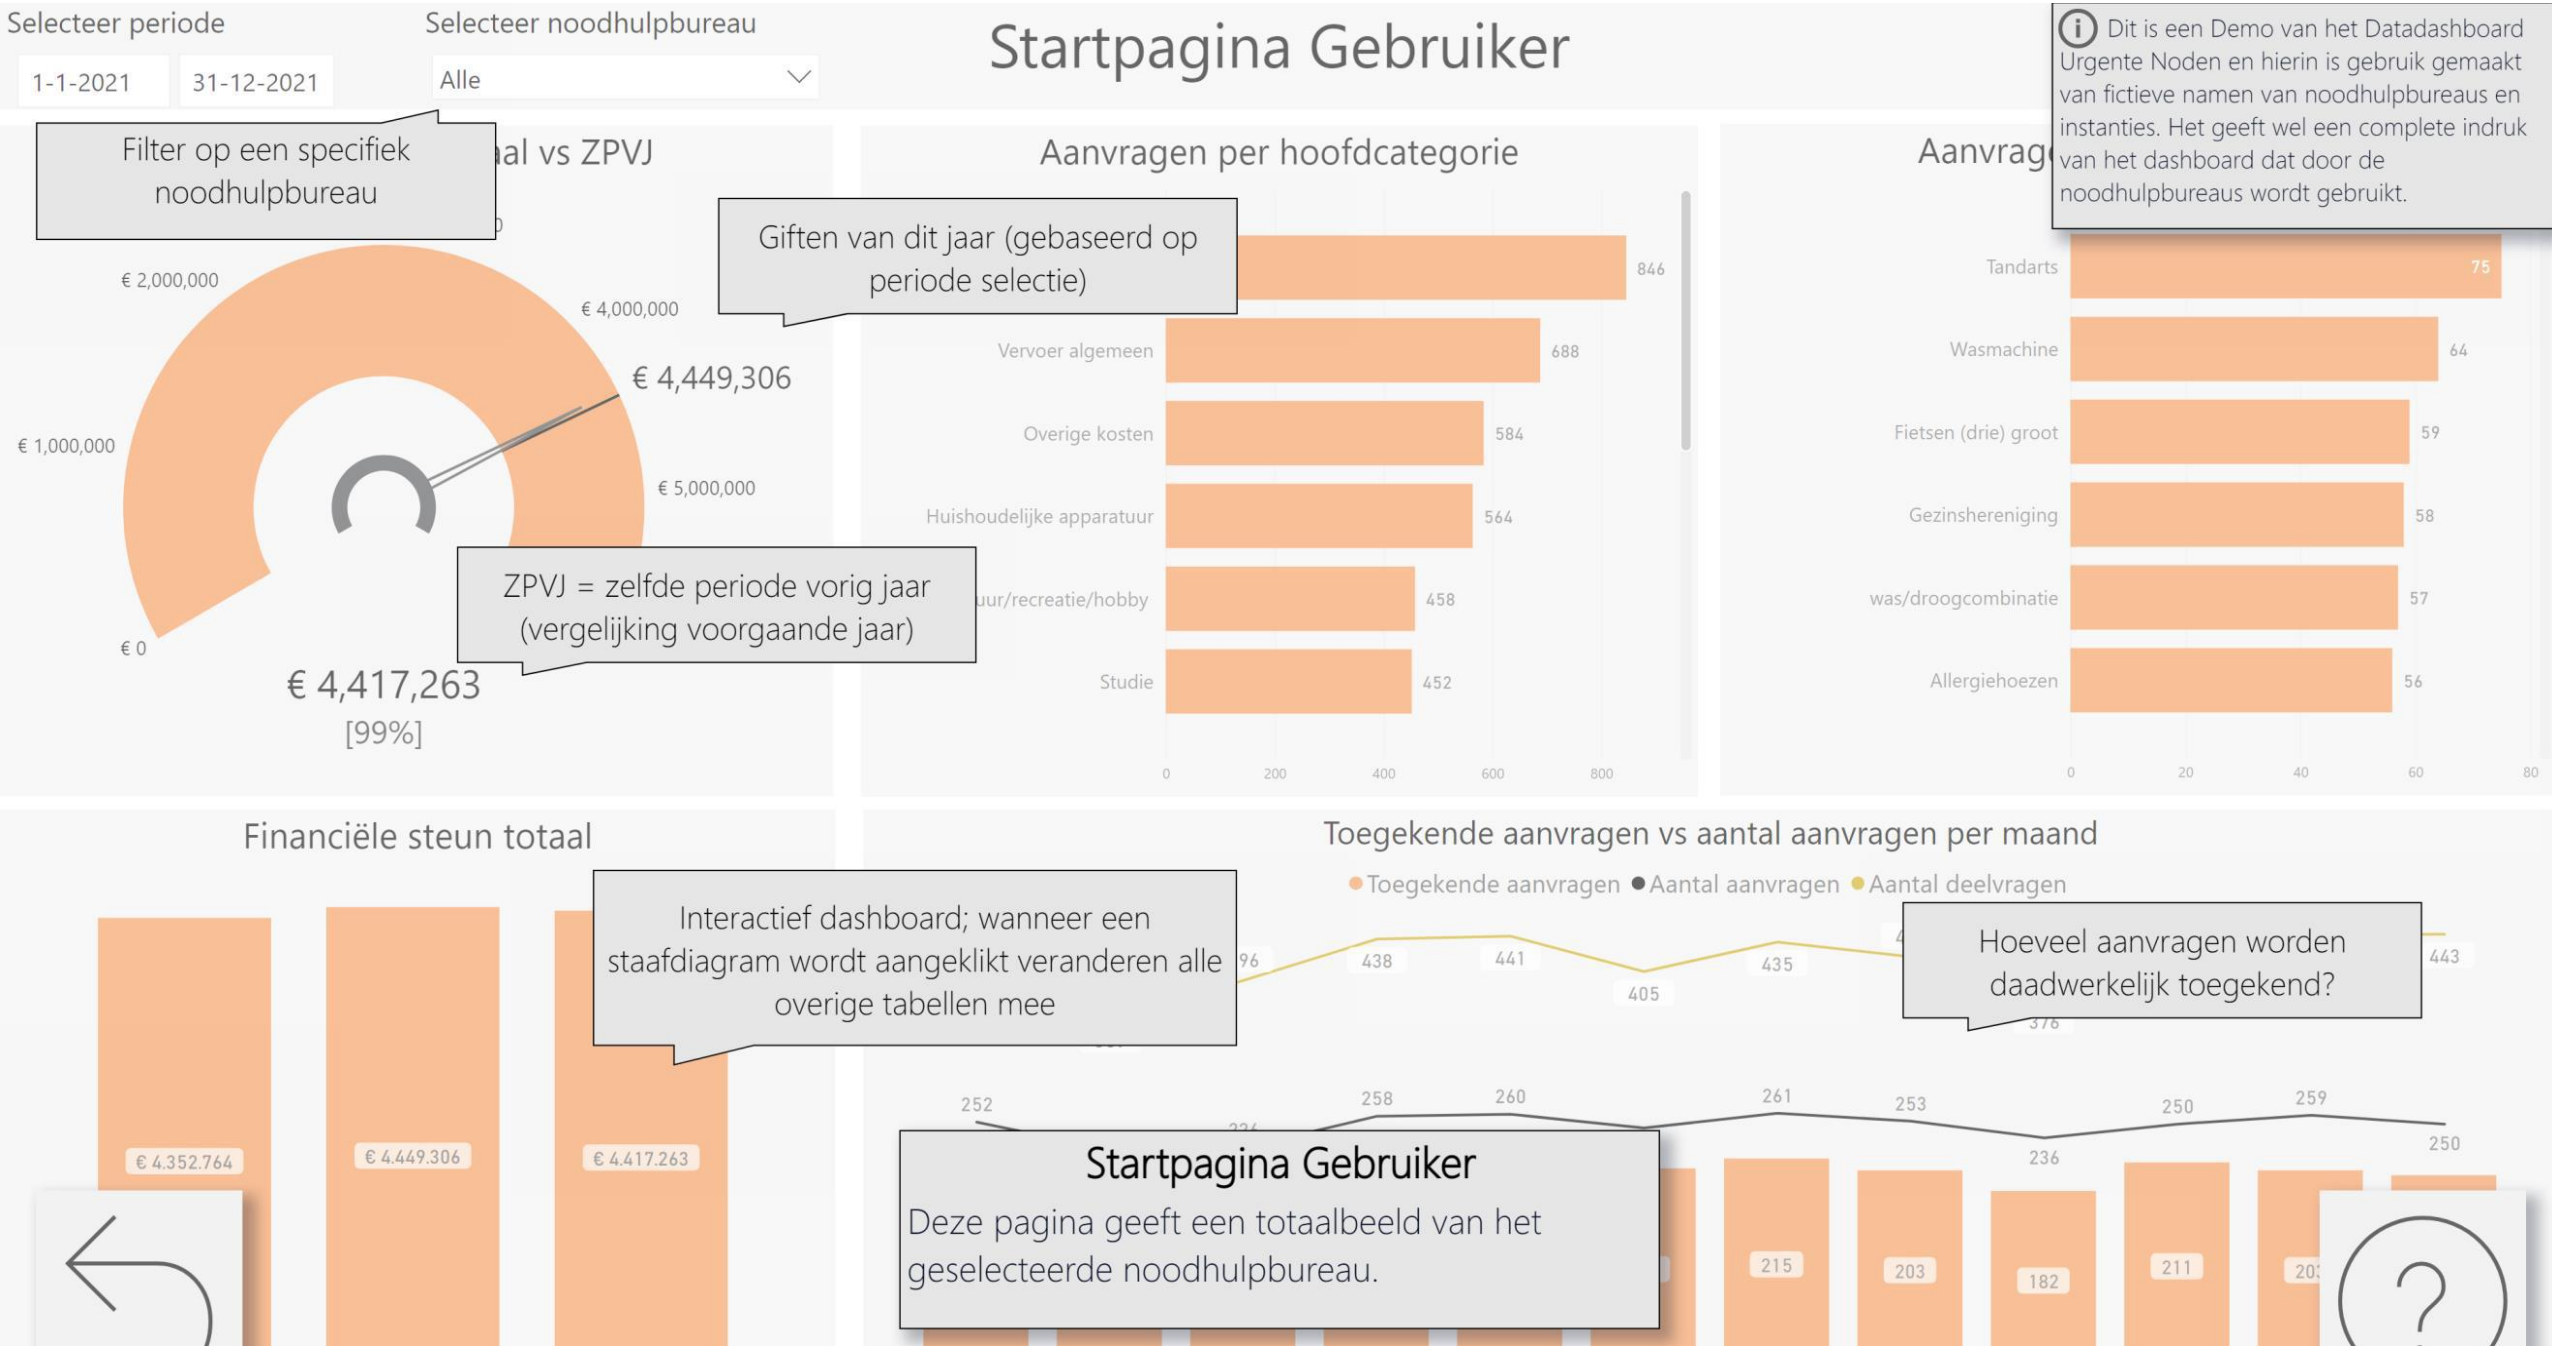 Selecteer periode
Selecteer noodhulpbureau
Startpagina Gebruiker
1-1-2021
31-12-2021
Alle
Dit is een Demo van het Datadashboard
Urgente Noden en hierin is gebruik gemaakt
van fictieve namen van noodhulpbureaus en
instanties. Het geeft wel een complete indruk
van het dashboard dat door de
noodhulpbureaus wordt gebruikt.
Filter op een specifiek
noodhulpbureau
vs ZPVJ
€ 0
€ 1,000,000
€ 2,000,000
€ 4,000,000
€ 4,449,306
€ 5,000,000
€ 4,417,263
[99%]
Giften van dit jaar (gebaseerd op
periode selectie)
ZPVJ = zelfde periode vorig jaar
(vergelijking voorgaande jaar)
Aanvragen per hoofdcategorie
846
Vervoer algemeen 688
Overige kosten 584
Huishoudelijke apparatuur 564
uur/recreatie/hobby 458
Studie 452
0 200 400 600 800
Tandarts 75
Wasmachine 64
Fietsen (drie) groot 59
Gezinshereniging 58
was/droogcombinatie 57
Allergiehoezen 56
0 20 40 60 80
Financiële steun totaal
€ 4.352.764
€ 4.449.306
€ 4.417.263
Interactief dashboard; wanneer een
staafdiagram wordt aangeklikt veranderen alle
overige tabellen mee
Toegekende aanvragen vs aantal aanvragen per maand
Toegekende aanvragen Aantal aanvragen Aantal deelvragen
Hoeveel aanvragen worden
daadwerkelijk toegekend?
96 438 441 405 435 376 443
252 258 260 261 253 236 250 259 250
215 203 182 211
Startpagina Gebruiker
Deze pagina geeft een totaalbeeld van het
geselecteerde noodhulpbureau.
?